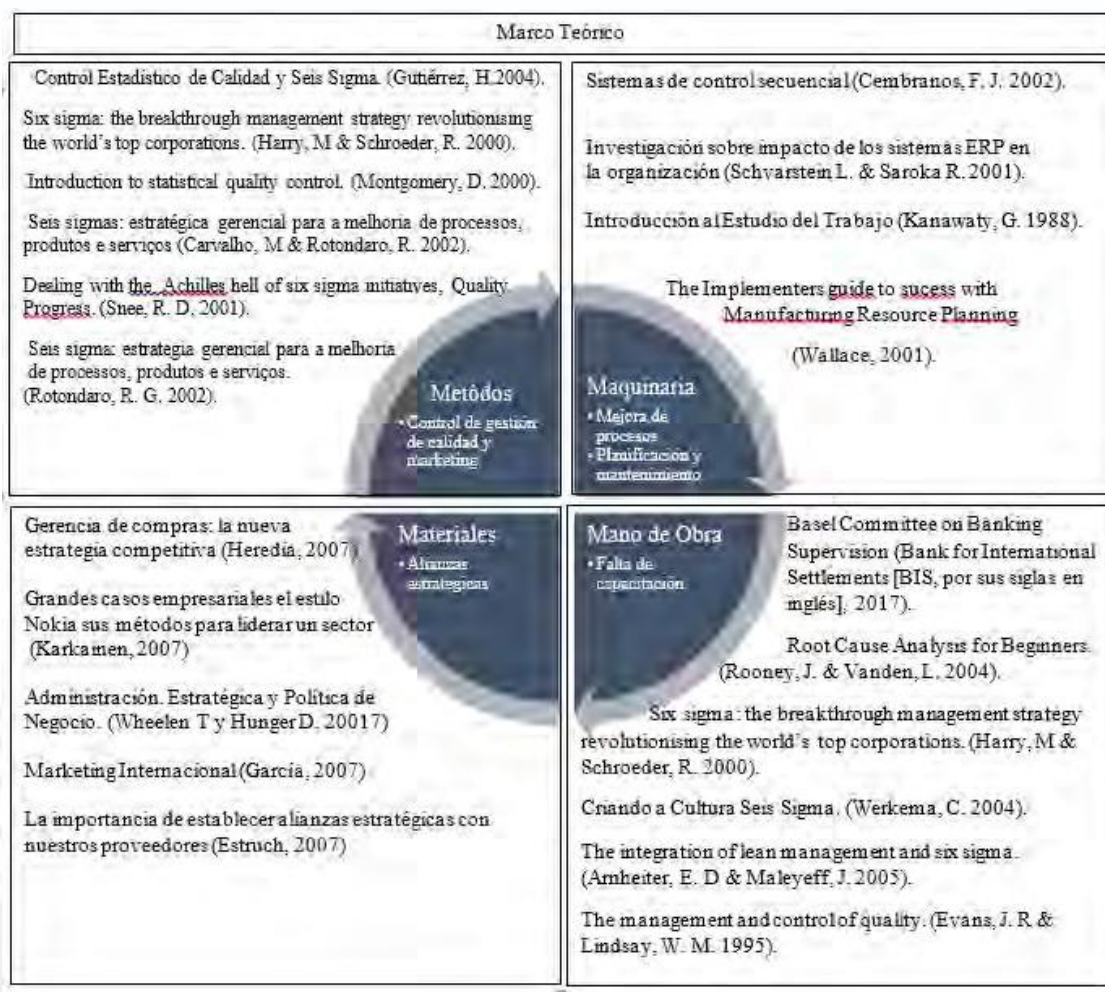 Marco Teórico
Control Estadístico de Calidad y Seis Sigma. (Gutiérrez, H.2004).
Six sigma: the breakthrough management strategy revolutionising
the world's top corporations. (Harry, M & Schroeder, R. 2000).
Introduction to statistical quality control. (Montgomery, D. 2000).
Seis sigmas: estratégica gerencial para a melhoria de processos,
produtos e serviços (Carvalho, M & Rotondaro, R. 2002).
Dealing with the Achilles hell of six sigma initiatives, Quality
Progress. (Snee, R. D. 2001).
Seis sigma: estrategia gerencial para a melhoria
de processos, produtos e serviços.
(Rotondaro, R. G. 2002).
Metódos
• Control de gestión
de calidad y
marketing
Sistemas de control secuencial (Cembranos, F. J. 2002).
Investigación sobre impacto de los sistemas ERP en
la organización (Schvarstein L. & Saroka R. 2001).
Introducción al Estudio del Trabajo (Kanawaty, G. 1988).
The Implementers guide to sucess with
Manufacturing Resource Planning
(Wallace, 2001).
Maquinaria
• Mejora de
procesos
• Planificación y
mantenimiento
Gerencia de compras: la nueva
estrategia competitiva (Heredia, 2007)
Grandes casos empresariales el estilo
Nokia sus métodos para liderar un sector
(Karkainen, 2007)
Administración. Estratégica y Política de
Negocio. (Wheelen T y Hunger D. 20017)
Marketing Internacional (García, 2007)
La importancia de establecer alianzas estratégicas con
nuestros proveedores (Estruch, 2007)
Materiales
• Alianzas
estratégicas
Mano de Obra
• Falta de
capacitación
Basel Committee on Banking
Supervision (Bank for International
Settlements [BIS, por sus siglas en
inglés], 2017).
Root Cause Analysis for Beginners.
(Rooney, J. & Vanden, L. 2004).
Six sigma: the breakthrough management strategy
revolutionising the world's top corporations. (Harry, M &
Schroeder, R. 2000).
Criando a Cultura Seis Sigma. (Werkema, C. 2004).
The integration of lean management and six sigma.
(Arnheiter, E. D & Maleyeff, J. 2005).
The management and control of quality. (Evans, J. R &
Lindsay, W. M. 1995).